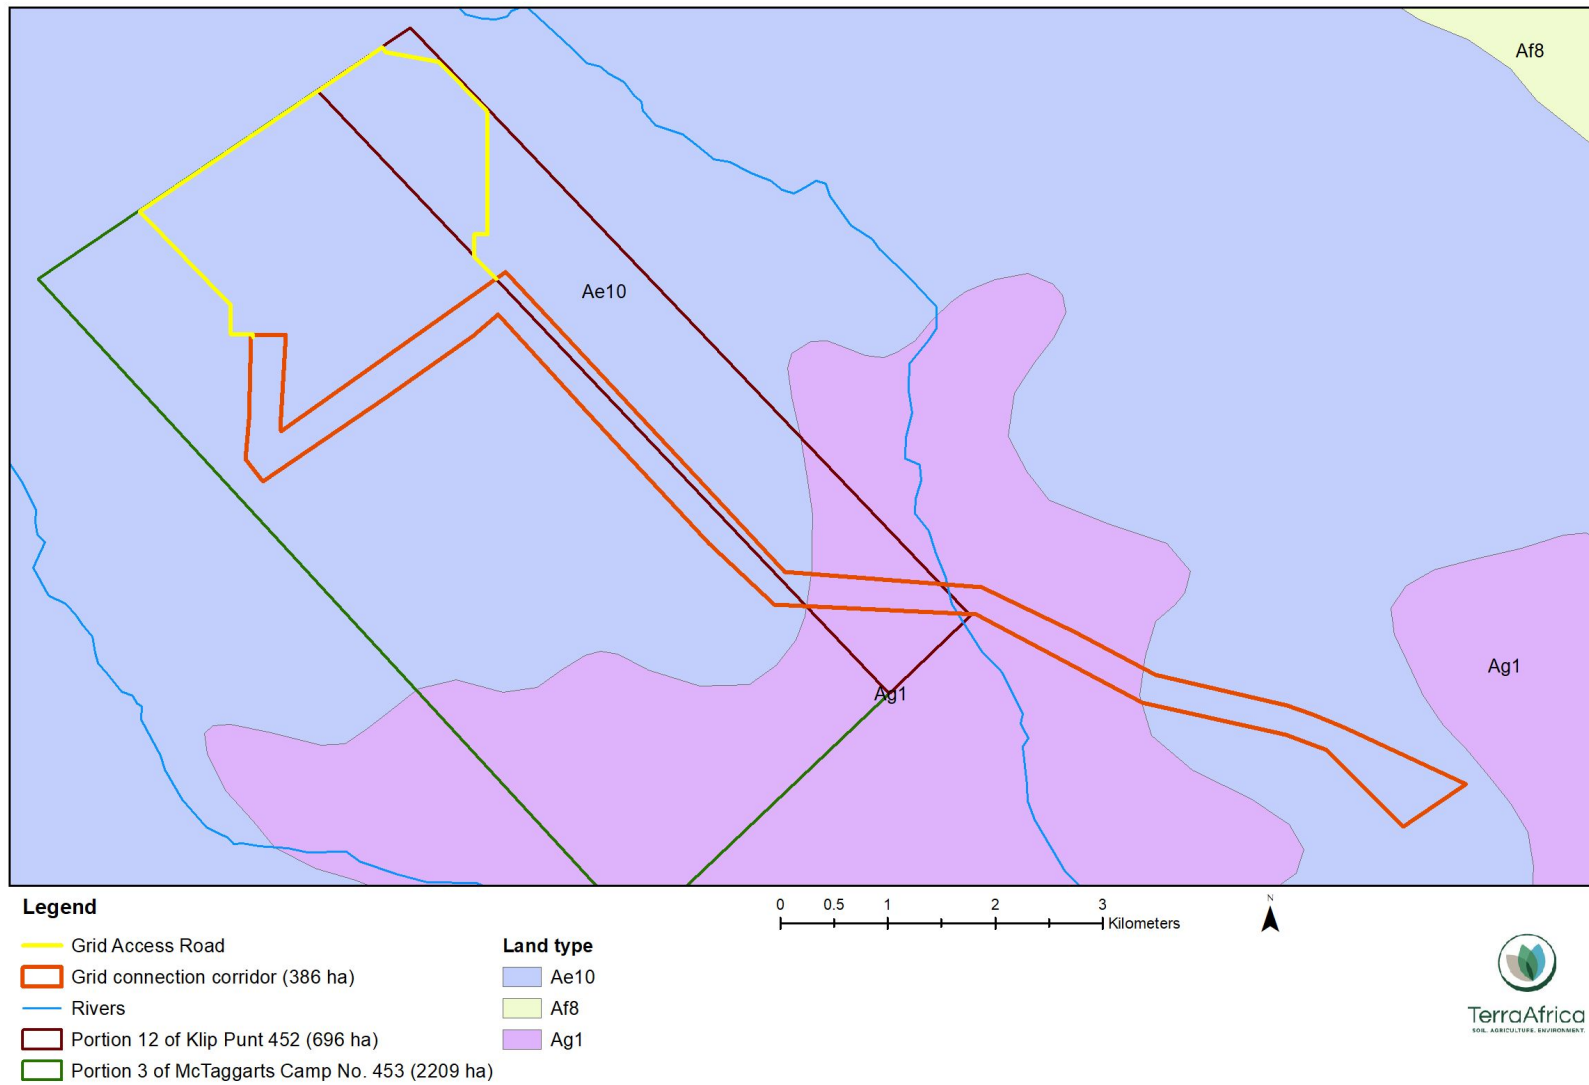 Af8
Ae10
Ag1
Ag1
Legend
Grid Access Road
Grid connection corridor (386 ha)
Rivers
Portion 12 of Klip Punt 452 (696 ha)
Portion 3 of McTaggarts Camp No. 453 (2209 ha)
Land type
Ae10
Af8
Ag1
0 0.5 1 2 3
Kilometers
N
TerraAfrica
SOIL. AGRICULTURE. ENVIRONMENT.